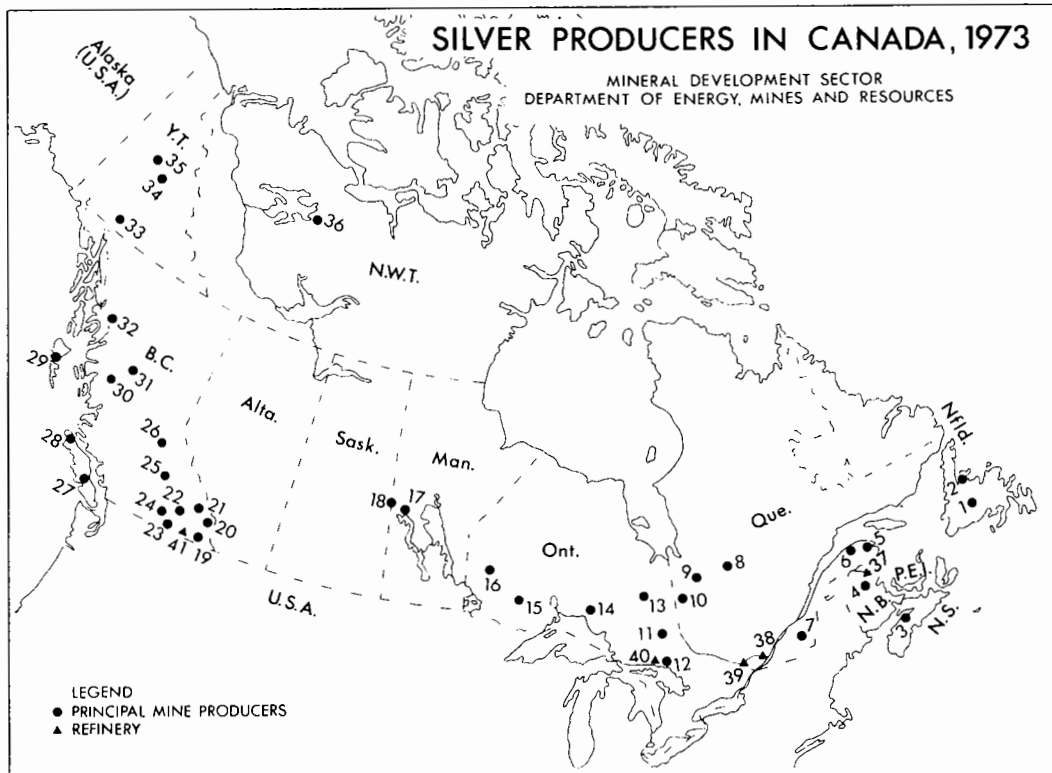 SILVER PRODUCERS IN CANADA, 1973
MINERAL DEVELOPMENT SECTOR
DEPARTMENT OF ENERGY, MINES AND RESOURCES
Alaska
(U.S.A.)
Y.T.
35
34
33
36
N.W.T.
32
29
B.C.
31
30
Alta.
Sask.
Man.
28
26
27
25
22
21
24
20
23
41
19
18
17
U.S.A.
Ont.
16
15
14
13
9
8
10
11
40
12
Que.
Nfld.
2
1
5
6
37
P.E.I.
4
N.B.
3
N.S.
7
38
39
LEGEND
● PRINCIPAL MINE PRODUCERS
▲ REFINERY